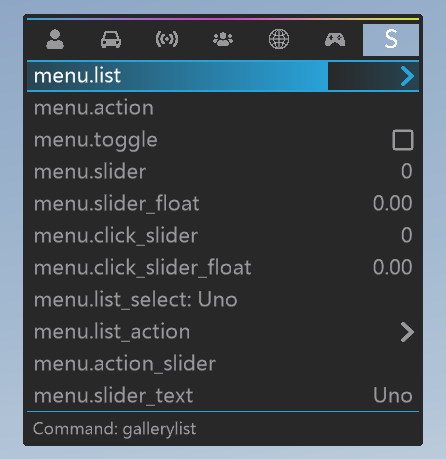 S
menu.list
menu.action
menu.toggle
menu.slider 0
menu.slider_float 0.00
menu.click_slider 0
menu.click_slider_float 0.00
menu.list_select: Uno
menu.list_action
menu.action_slider
menu.slider_text Uno
Command: gallerylist